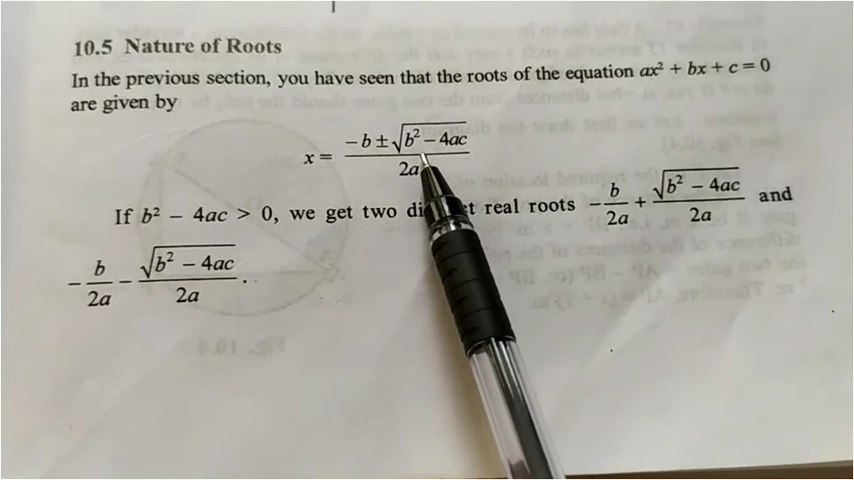 10.5 Nature of Roots
In the previous section, you have seen that the roots of the equation ax² + bx + c = 0
are given by
x = (-b ± √(b² - 4ac)) / 2a
If b² - 4ac > 0, we get two real roots - b/2a + √(b² - 4ac)/2a and
- b/2a - √(b² - 4ac)/2a ..